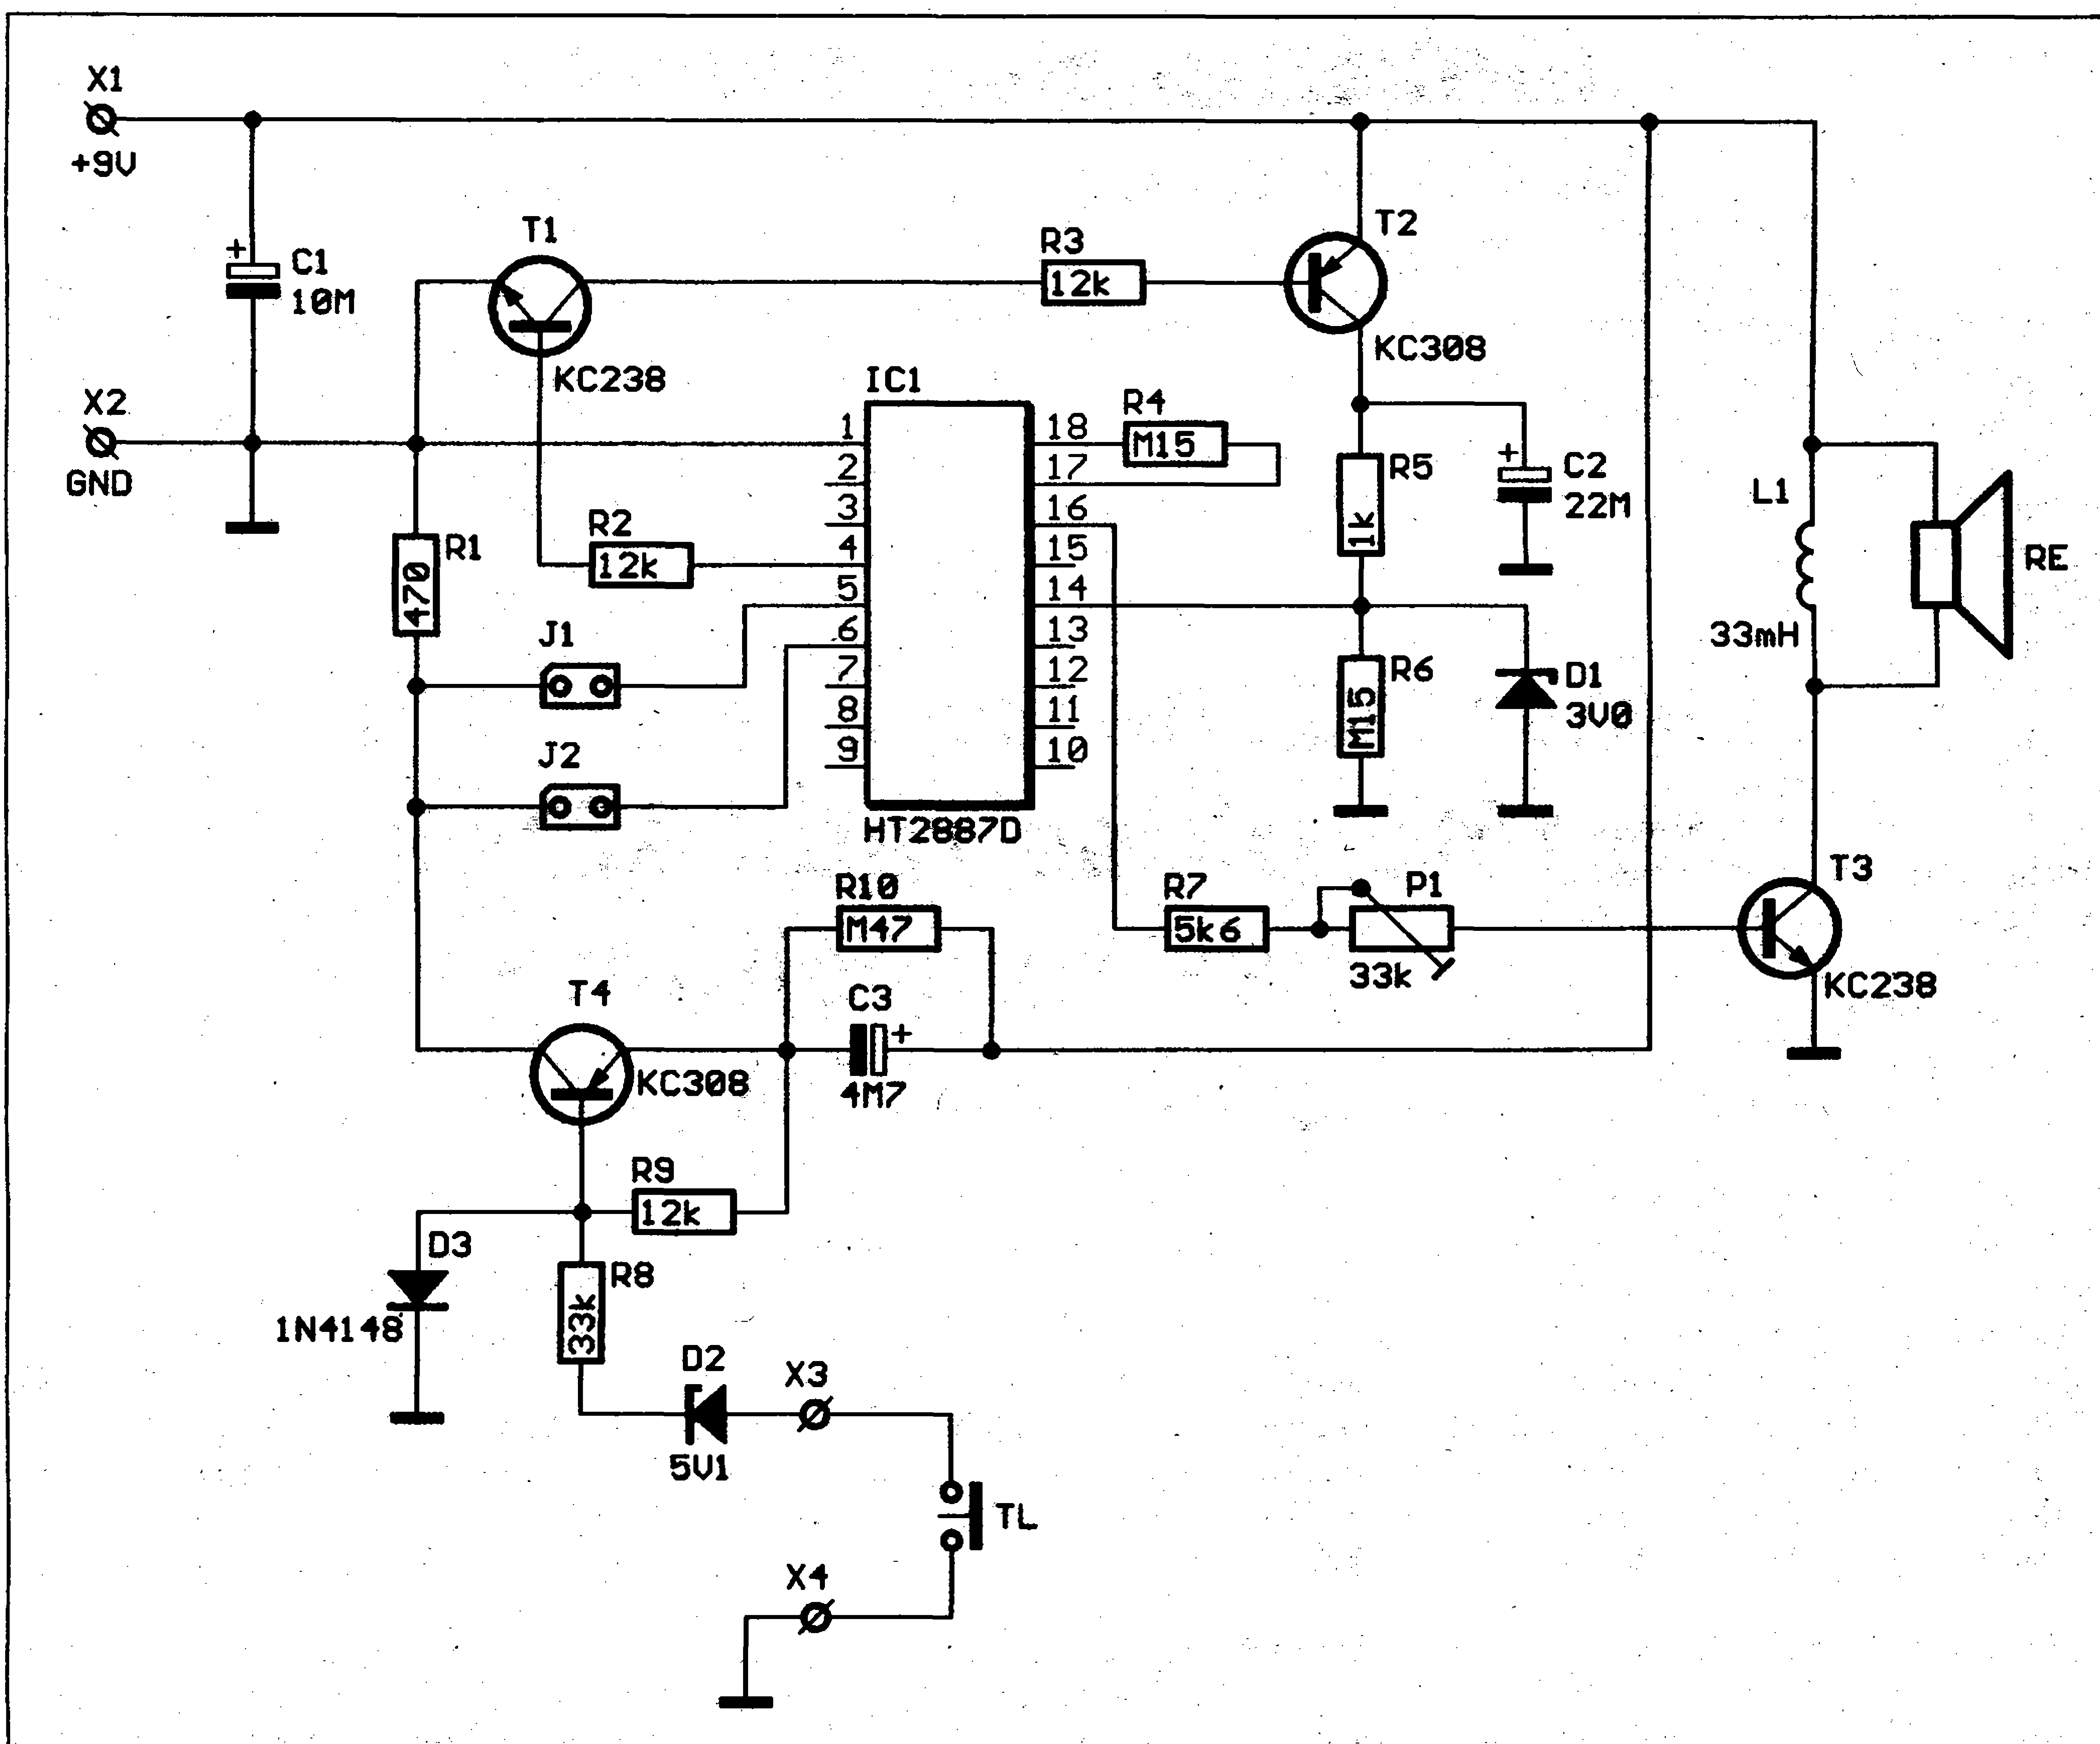 X1
+9V
C1
10M
+
X2
GND
T1
KC238
R3
12k
T2
KC308
IC1
1
2
3
4
5
6
7
8
9
18
17
16
15
14
13
12
11
10
HT2887D
R4
M15
R5
1k
+
C2
22M
L1
33mH
RE
R1
470
R2
12k
J1
J2
R6
M15
D1
3V0
R10
M47
R7
5k6
P1
33k
T3
KC238
T4
KC308
C3
+
4M7
R9
12k
D3
1N4148
R8
33k
D2
5V1
X3
TL
X4